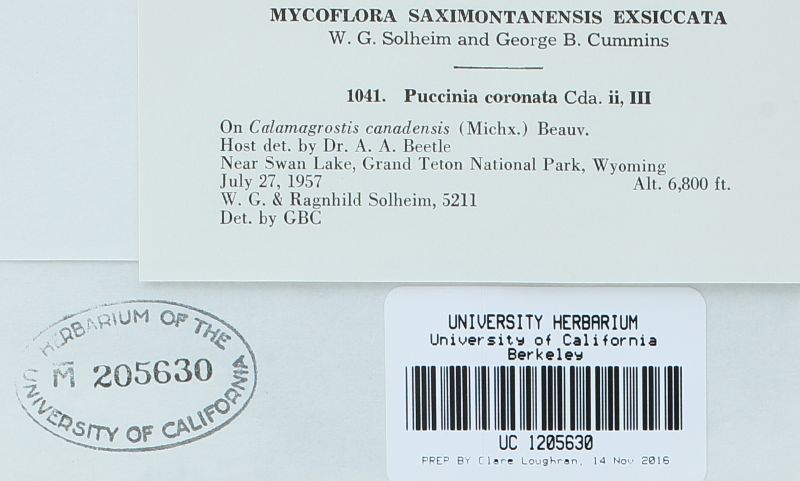 MYCOFLORA SAXIMONTANENSIS EXSICCATA
W. G. Solheim and George B. Cummins
1041. Puccinia coronata Cda. ii, III
On Calamagrostis canadensis (Michx.) Beauv.
Host det. by Dr. A. A. Beetle
Near Swan Lake, Grand Teton National Park, Wyoming
July 27, 1957 Alt. 6,800 ft.
W. G. & Ragnhild Solheim, 5211
Det. by GBC
HERBARIUM OF THE
M 205630
UNIVERSITY OF CALIFORNIA
UNIVERSITY HERBARIUM
University of California
Berkeley
UC 1205630
PREP BY Clare Loughran, 14 Nov 2016